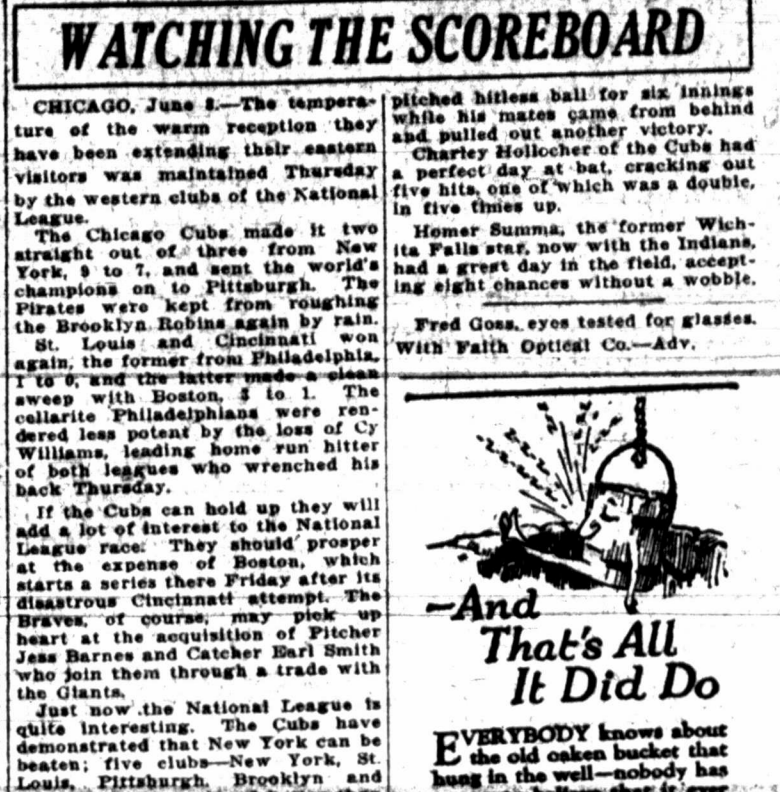 WATCHING THE SCOREBOARD
CHICAGO, June 8.—The tempera-
ture of the warm reception they
have been extending their eastern
visitors was maintained Thursday
by the western clubs of the National
League.
The Chicago Cubs made it two
straight out of three from New
York, 9 to 7, and sent the world's
champions on to Pittsburgh. The
Pirates were kept from roughing
the Brooklyn Robins again by rain.
St. Louis and Cincinnati won
again, the former from Philadelphia,
1 to 0, and the latter made a clean
sweep with Boston, 3 to 1. The
cellarite Philadelphians were ren-
dered less potent by the loss of Cy
Williams, leading home run hitter
of both leagues who wrenched his
back Thursday.
If the Cubs can hold up they will
add a lot of interest to the National
League race. They should prosper
at the expense of Boston, which
starts a series there Friday after its
disastrous Cincinnati attempt. The
Braves, of course, may pick up
heart at the acquisition of Pitcher
Jess Barnes and Catcher Earl Smith
who join them through a trade with
the Giants.
Just now the National League is
quite interesting. The Cubs have
demonstrated that New York can be
beaten; five clubs—New York, St.
Louis, Pittsburgh, Brooklyn and
pitched hitless ball for six innings
while his mates came from behind
and pulled out another victory.
Charley Hollocher of the Cubs had
a perfect day at bat, cracking out
five hits, one of which was a double,
in five times up.
Homer Summa, the former Wich-
ita Falls star, now with the Indians,
had a great day in the field, accept-
ing eight chances without a wobble.
Fred Goss, eyes tested for glasses.
With Faith Optical Co.—Adv.
—And
That's All
It Did Do
EVERYBODY knows about
the old oaken bucket that
hung in the well—nobody has